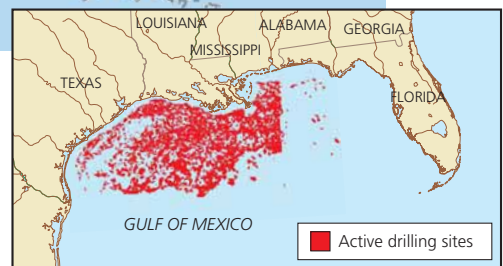 LOUISIANA
ALABAMA
GEORGIA
MISSISSIPPI
TEXAS
FLORIDA
GULF OF MEXICO
Active drilling sites